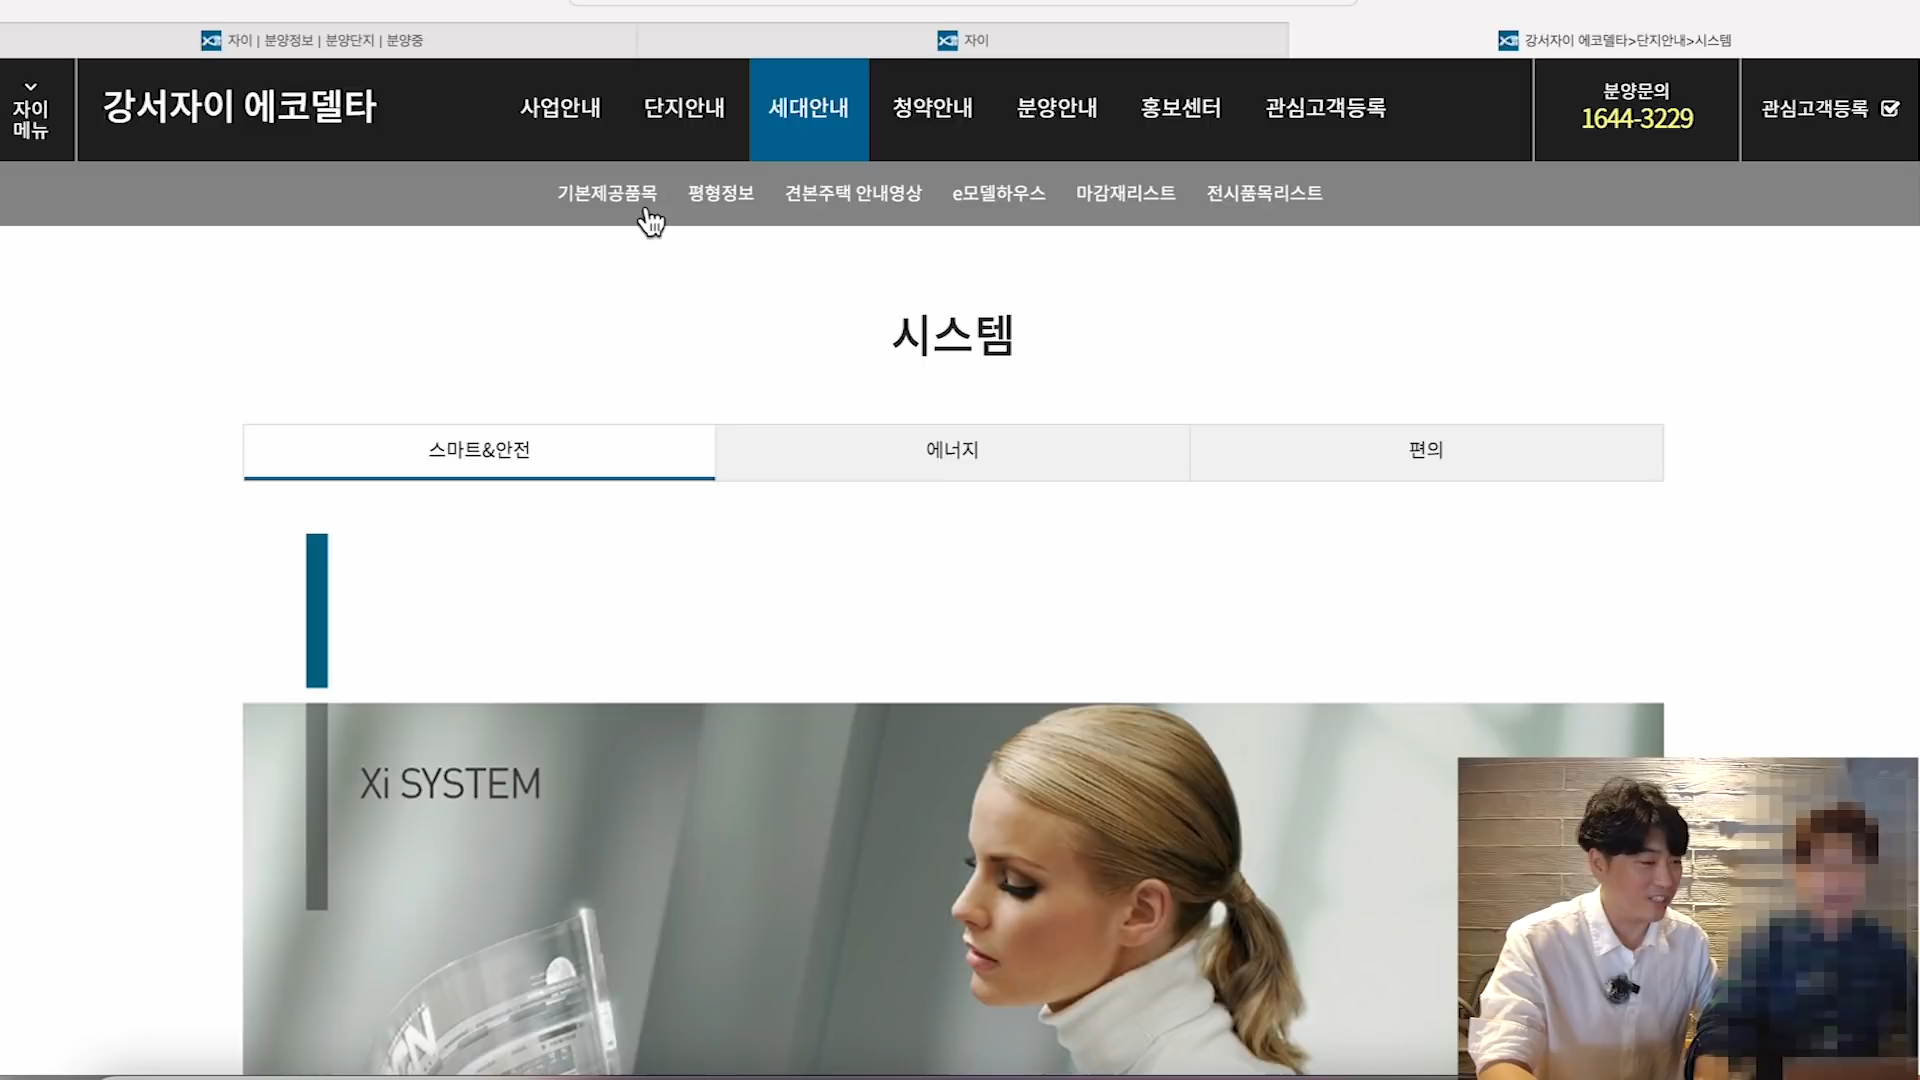 자이 | 분양정보 | 분양단지 | 분양중
자이
강서자이 에코델타>단지안내>시스템
자이
메뉴
강서자이 에코델타
사업안내
단지안내
세대안내
청약안내
분양안내
홍보센터
관심고객등록
분양문의
1644-3229
관심고객등록
기본제공품목
평형정보
견본주택 안내영상
e모델하우스
마감재리스트
전시품목리스트
시스템
스마트&안전
에너지
편의
Xi SYSTEM